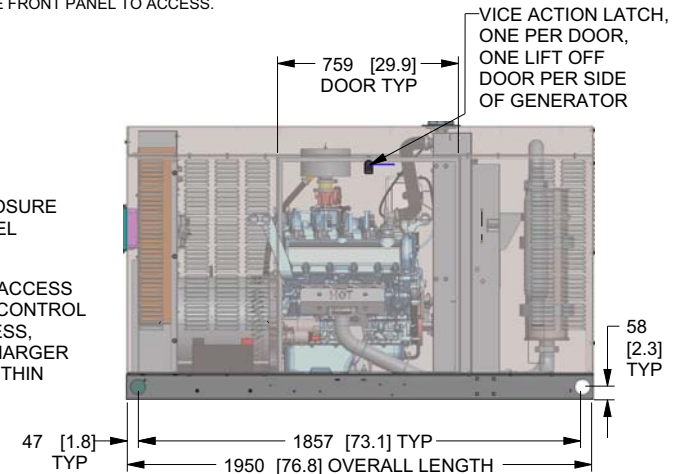 E FRONT PANEL TO ACCESS.
VICE ACTION LATCH,
ONE PER DOOR,
ONE LIFT OFF
DOOR PER SIDE
OF GENERATOR
759 [29.9]
DOOR TYP
OSURE
EL
ACCESS
CONTROL
ESS,
HARGER
THIN
HOT
58
[2.3]
TYP
47 [1.8]
TYP
1857 [73.1] TYP
1950 [76.8] OVERALL LENGTH